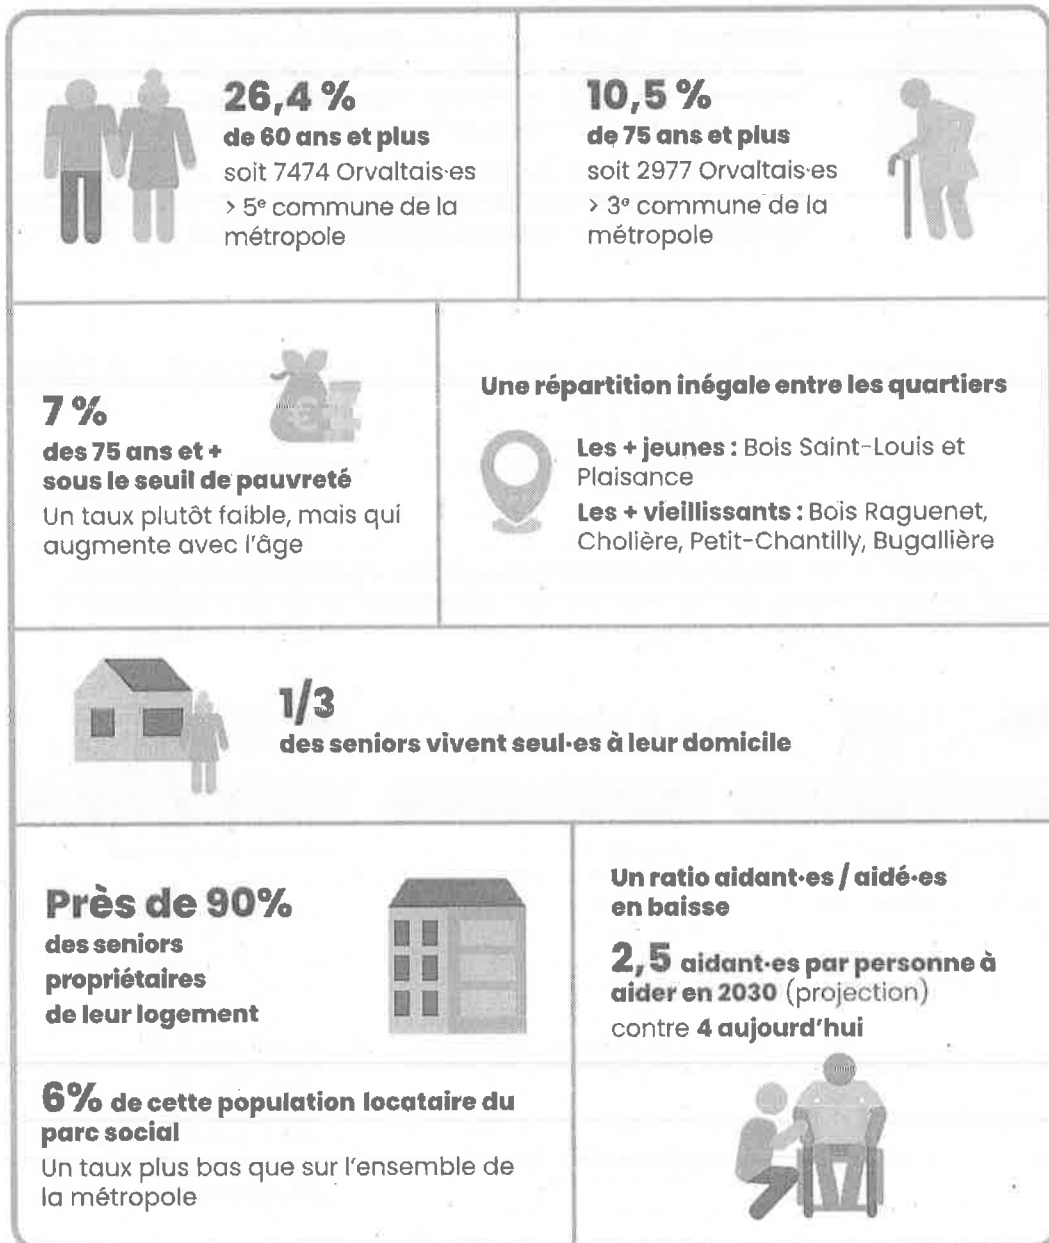 26,4 %
de 60 ans et plus
soit 7474 Orvaltais·es
> 5e commune de la
métropole
10,5 %
de 75 ans et plus
soit 2977 Orvaltais·es
> 3e commune de la
métropole
7 %
des 75 ans et +
sous le seuil de pauvreté
Un taux plutôt faible, mais qui
augmente avec l'âge
Une répartition inégale entre les quartiers
Les + jeunes : Bois Saint-Louis et
Plaisance
Les + vieillissants : Bois Raguenet,
Cholière, Petit-Chantilly, Bugallière
1/3
des seniors vivent seul·es à leur domicile
Près de 90%
des seniors
propriétaires
de leur logement
6% de cette population locataire du
parc social
Un taux plus bas que sur l'ensemble de
la métropole
Un ratio aidant·es / aidé·es
en baisse
2,5 aidant·es par personne à
aider en 2030 (projection)
contre 4 aujourd'hui